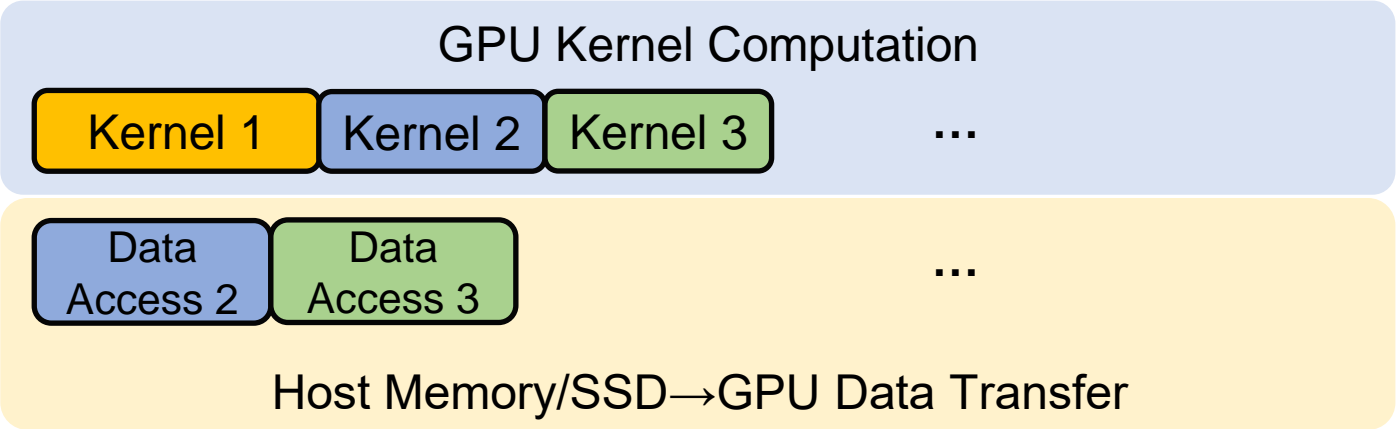 GPU Kernel Computation
Kernel 1 Kernel 2 Kernel 3 ...
Data Data
Access 2 Access 3 ...
Host Memory/SSD→GPU Data Transfer